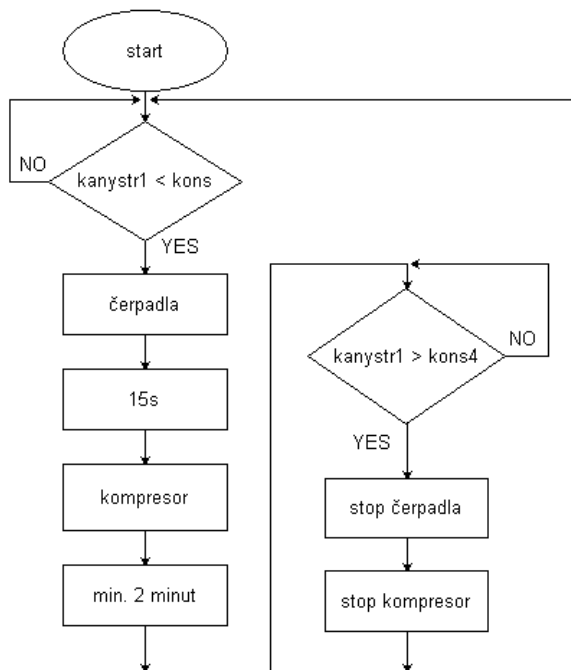 start
NO
kanystr1 < kons
YES
čerpadla
15s
kompresor
min. 2 minut
kanystr1 > kons4
NO
YES
stop čerpadla
stop kompresor